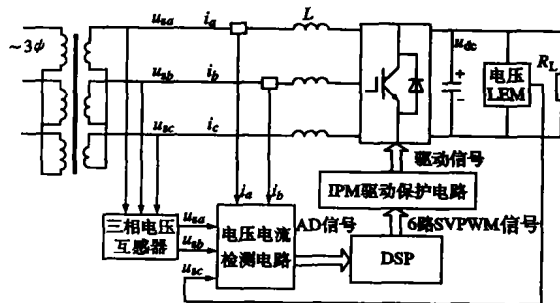 ~3ϕ
u_sa
i_a
L
u_sb
i_b
u_sc
i_c
u_dc
+
−
电压
LEM
R_L
驱动信号
IPM驱动保护电路
i_a
i_b
三相电压
互感器
u_sa
u_sb
u_sc
电压电流
检测电路
AD信号
6路SVPWM信号
DSP